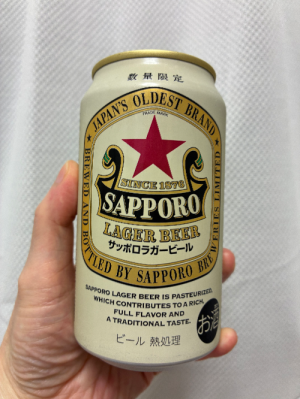 数量限定
JAPAN'S OLDEST BRAND
TRADE MARK
SINCE 1876
SAPPORO
LAGER BEER
サッポロラガービール
BREWED AND BOTTLED BY SAPPORO BREWERIES LIMITED
SAPPORO LAGER BEER IS PASTEURIZED,
WHICH CONTRIBUTES TO A RICH,
FULL FLAVOR AND
A TRADITIONAL TASTE.
お酒
ビール 熱処理